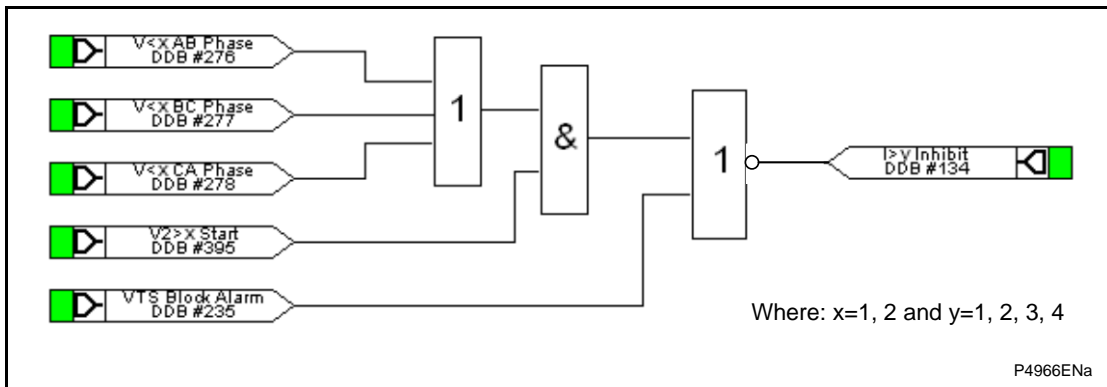 V<x AB Phase
DDB #276
V<x BC Phase
DDB #277
V<x CA Phase
DDB #278
V2>x Start
DDB #395
VTS Block Alarm
DDB #235
1
&
1
I>y Inhibit
DDB #134
Where: x=1, 2 and y=1, 2, 3, 4
P4966ENa